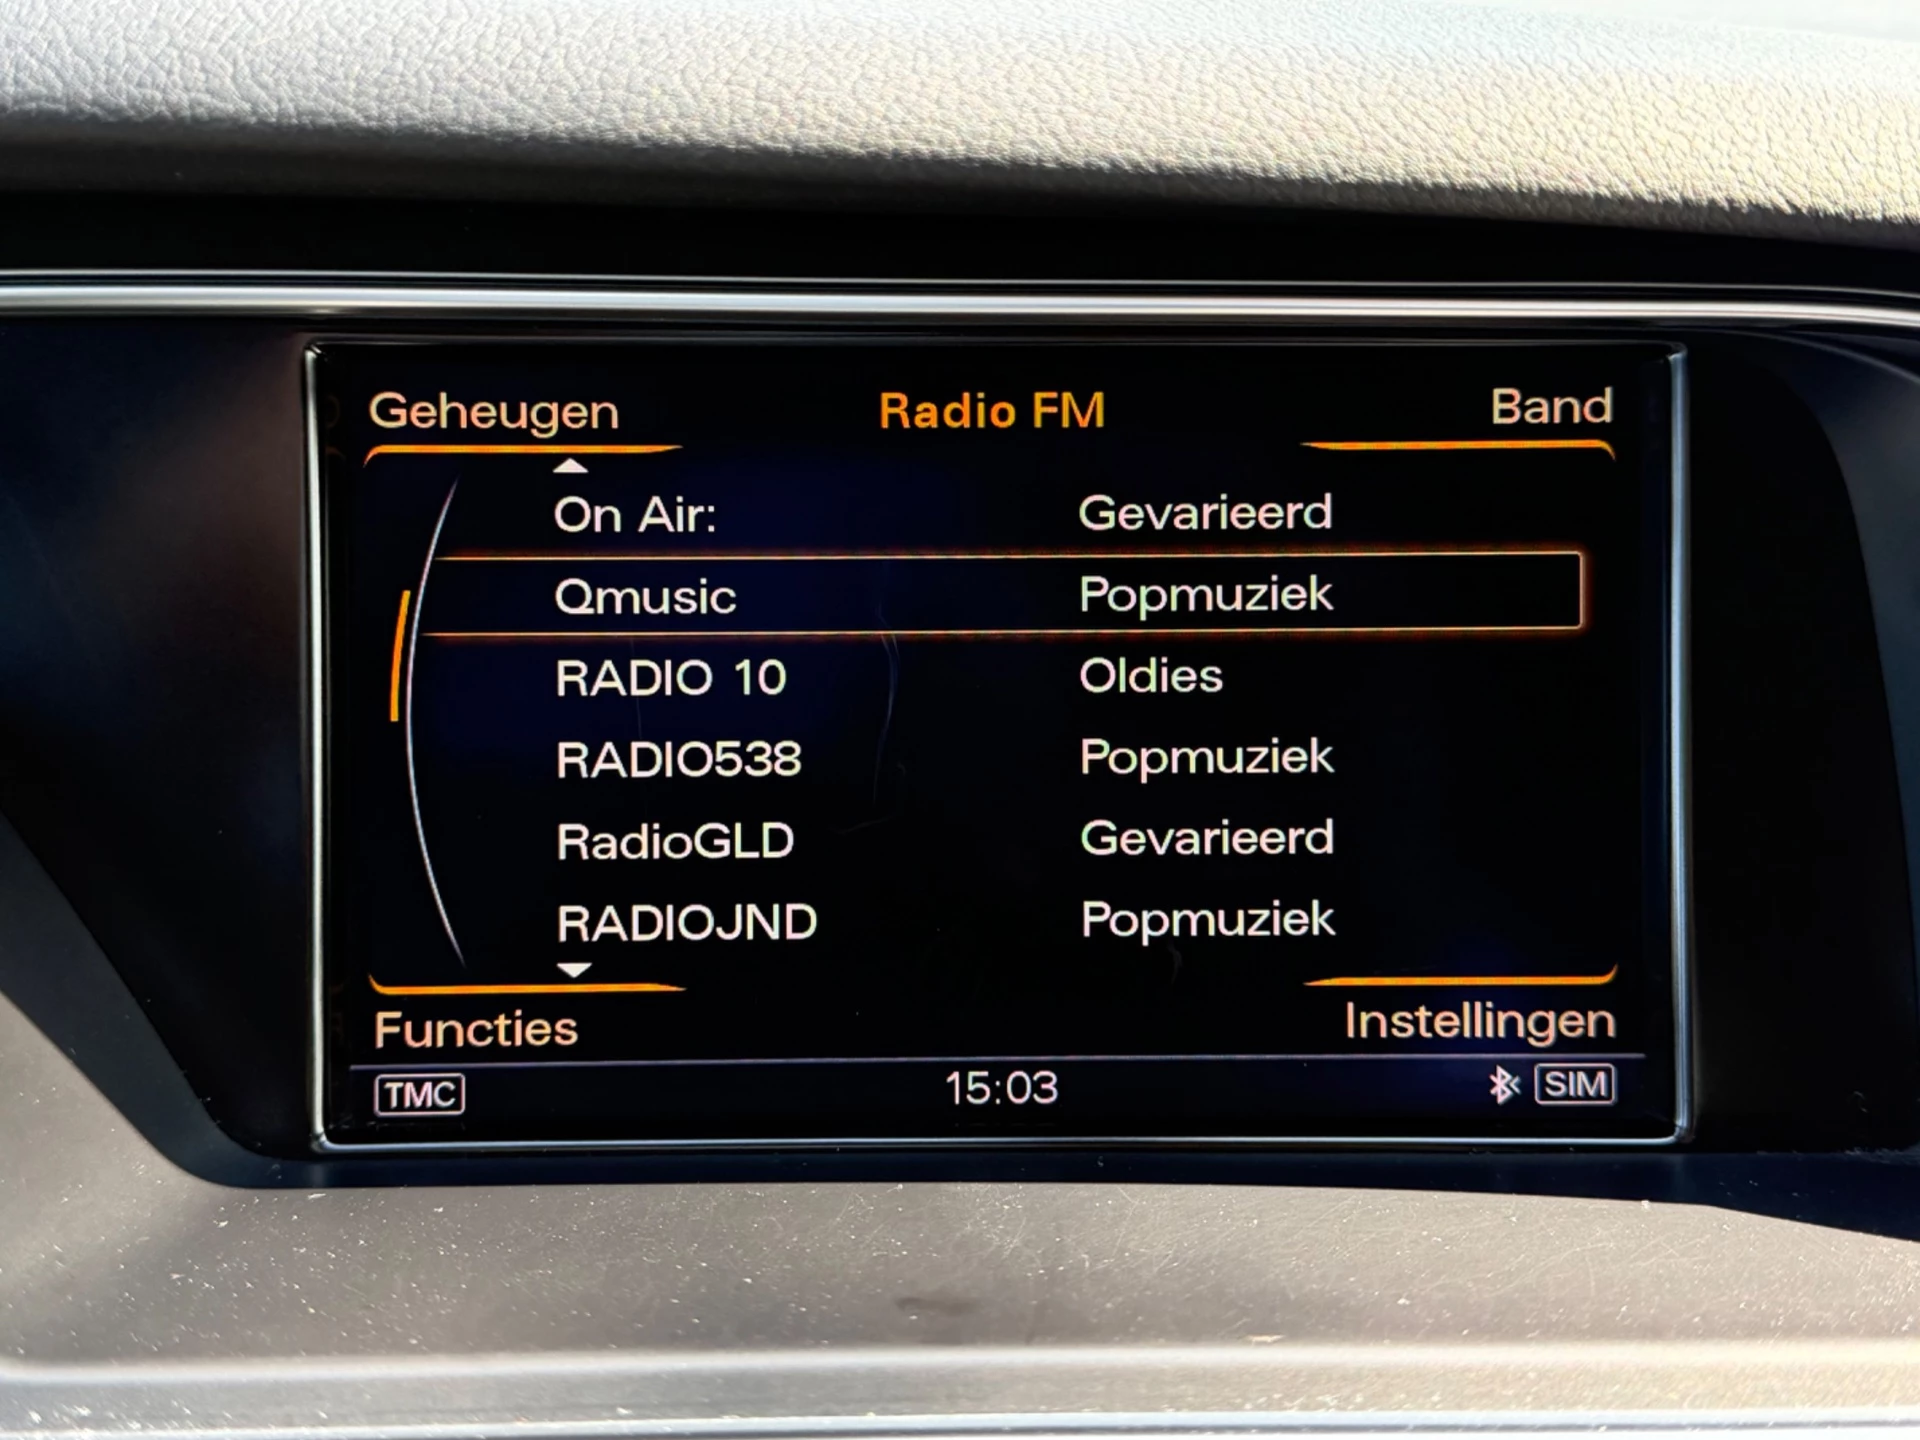 Geheugen Radio FM Band
On Air: Gevarieerd
Qmusic Popmuziek
RADIO 10 Oldies
RADIO538 Popmuziek
RadioGLD Gevarieerd
RADIOJND Popmuziek
Functies Instellingen
TMC 15:03 SIM